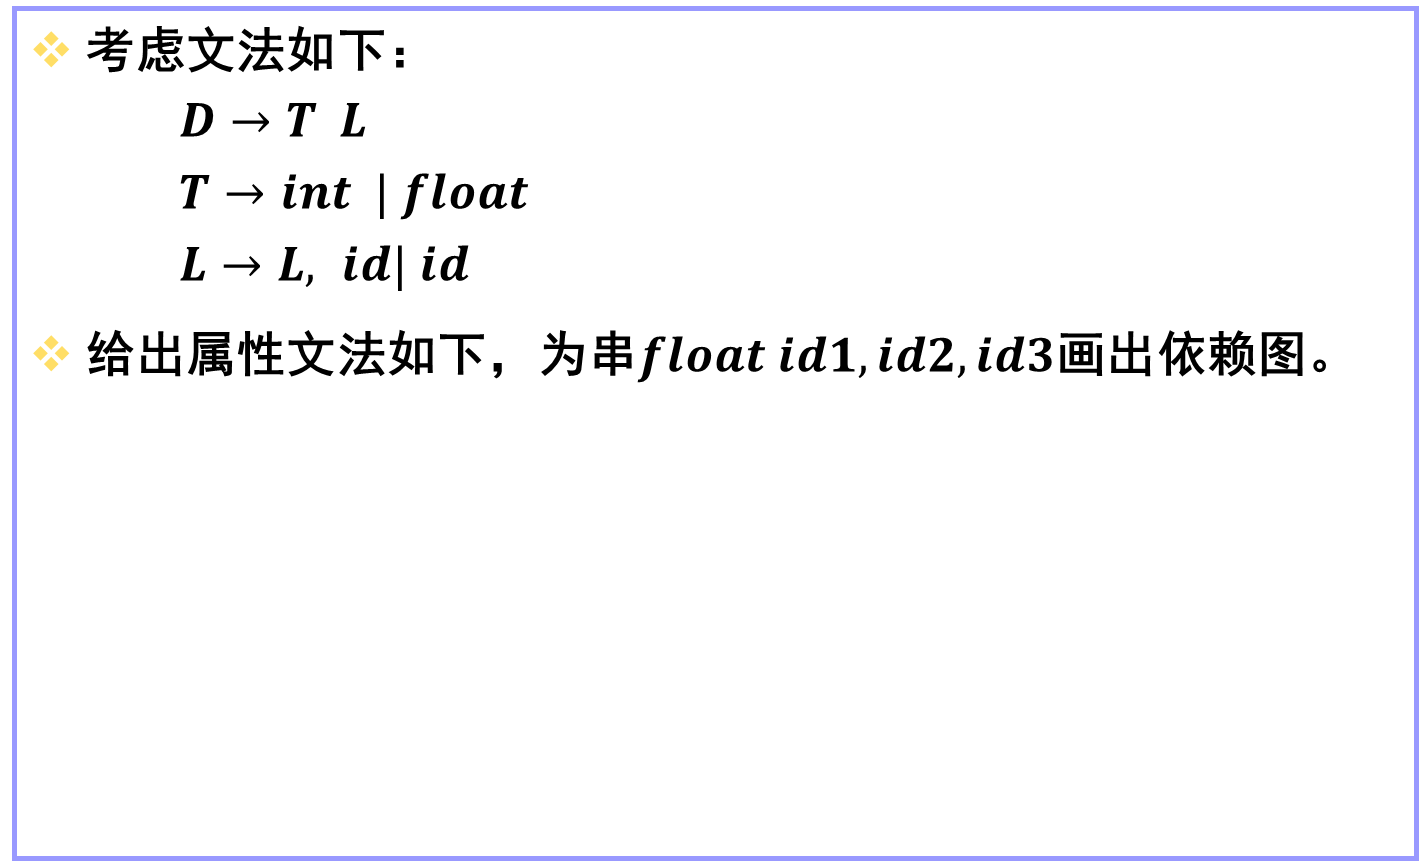 考虑文法如下：
D → T L
T → int | float
L → L, id| id
给出属性文法如下，为串float id1, id2, id3画出依赖图。